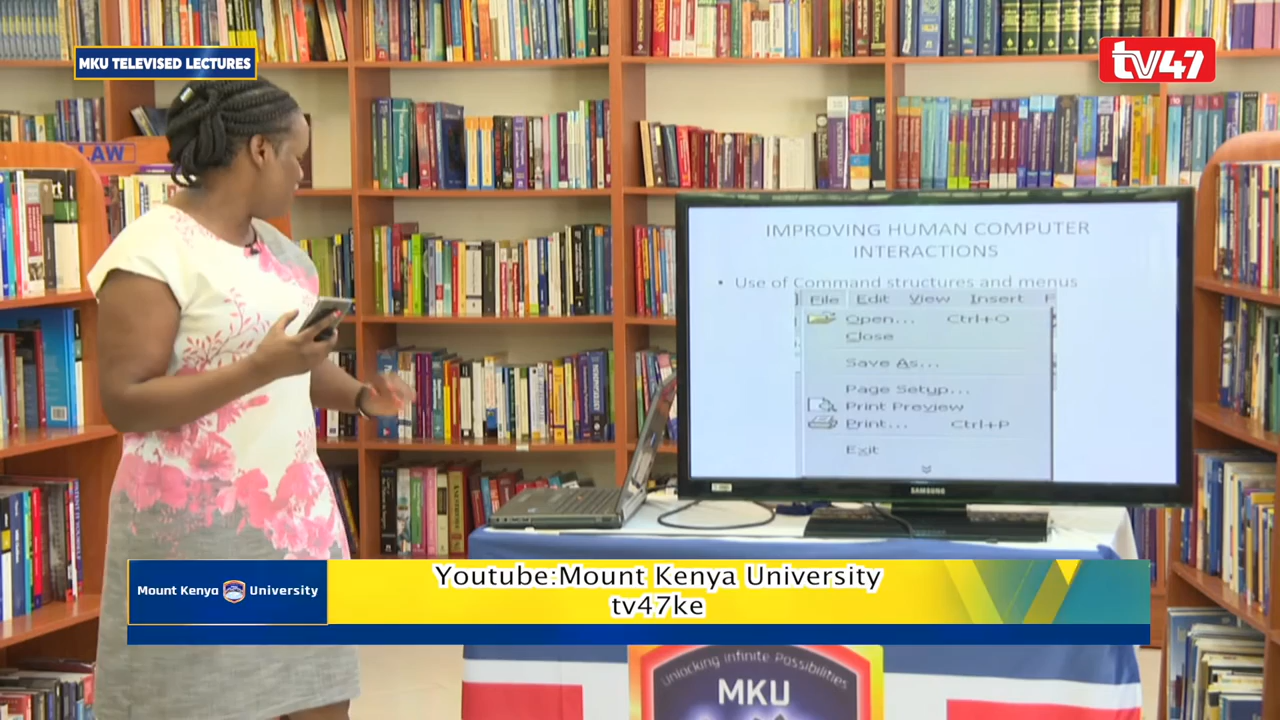 MKU TELEVISED LECTURES
tv47
LAW
IMPROVING HUMAN COMPUTER
INTERACTIONS
• Use of Command structures and menus
File Edit View Insert F
Open... Ctrl+O
Close
Save As...
Page Setup...
Print Preview
Print... Ctrl+P
Exit
SAMSUNG
Mount Kenya University
Youtube:Mount Kenya University
tv47ke
Unlocking Infinite Possibilities
MKU